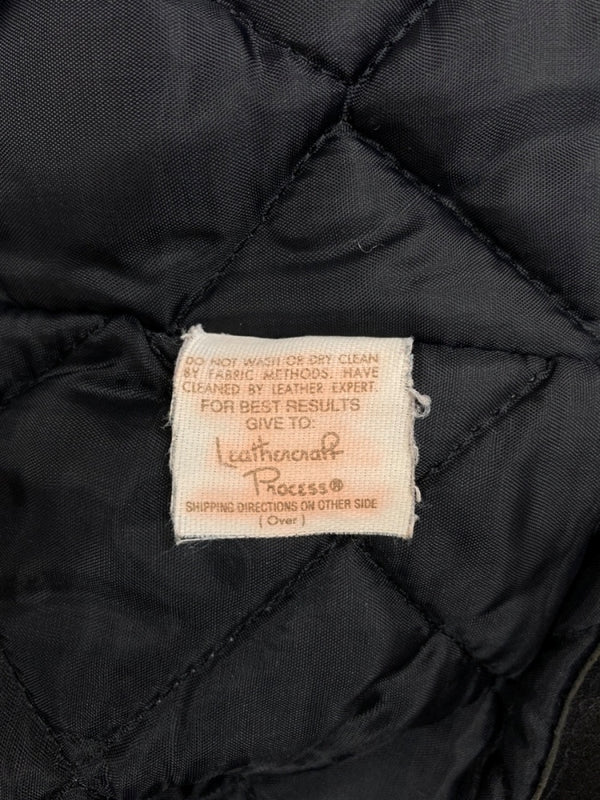 DO NOT WASH OR DRY CLEAN
BY FABRIC METHODS. HAVE
CLEANED BY LEATHER EXPERT.
FOR BEST RESULTS
GIVE TO:
Leathercraft
Process®
SHIPPING DIRECTIONS ON OTHER SIDE
(Over)